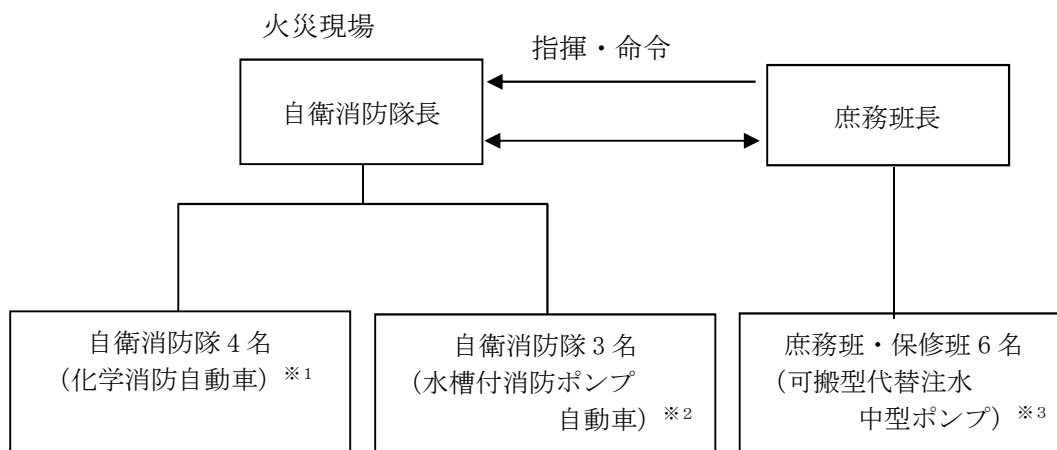 火災現場
指揮・命令
自衛消防隊長
庶務班長
自衛消防隊4名
（化学消防自動車）※1
自衛消防隊3名
（水槽付消防ポンプ
自動車）※2
庶務班・保修班6名
（可搬型代替注水
中型ポンプ）※3